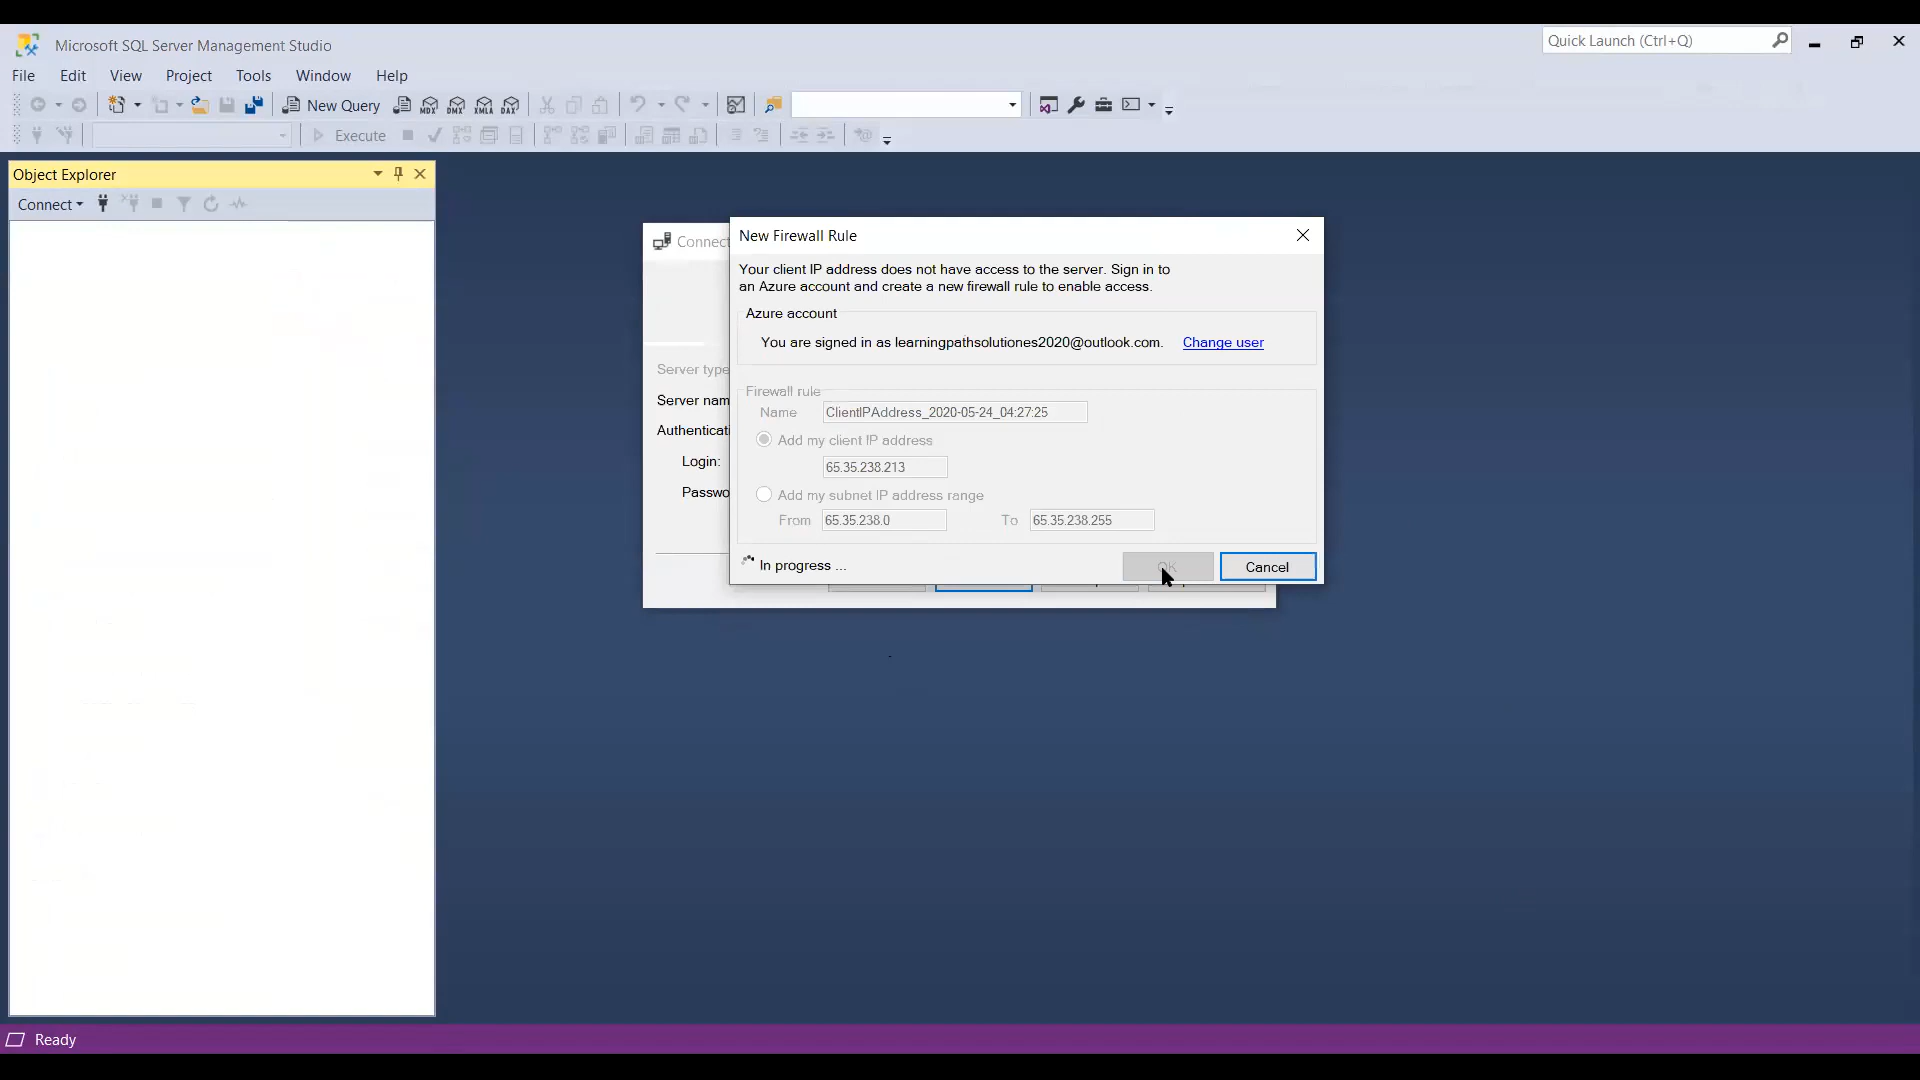 Microsoft SQL Server Management Studio
Quick Launch (Ctrl+Q)
File Edit View Project Tools Window Help
New Query MDX DMX XMLA DAX
Execute
Object Explorer
Connect
Connect
New Firewall Rule
Your client IP address does not have access to the server. Sign in to
an Azure account and create a new firewall rule to enable access.
Azure account
You are signed in as learningpathsolutiones2020@outlook.com. Change user
Server type
Server nam
Authenticati
Login:
Passwo
Firewall rule
Name ClientIPAddress_2020-05-24_04:27:25
Add my client IP address
65.35.238.213
Add my subnet IP address range
From 65.35.238.0 To 65.35.238.255
In progress ...
OK
Cancel
Ready